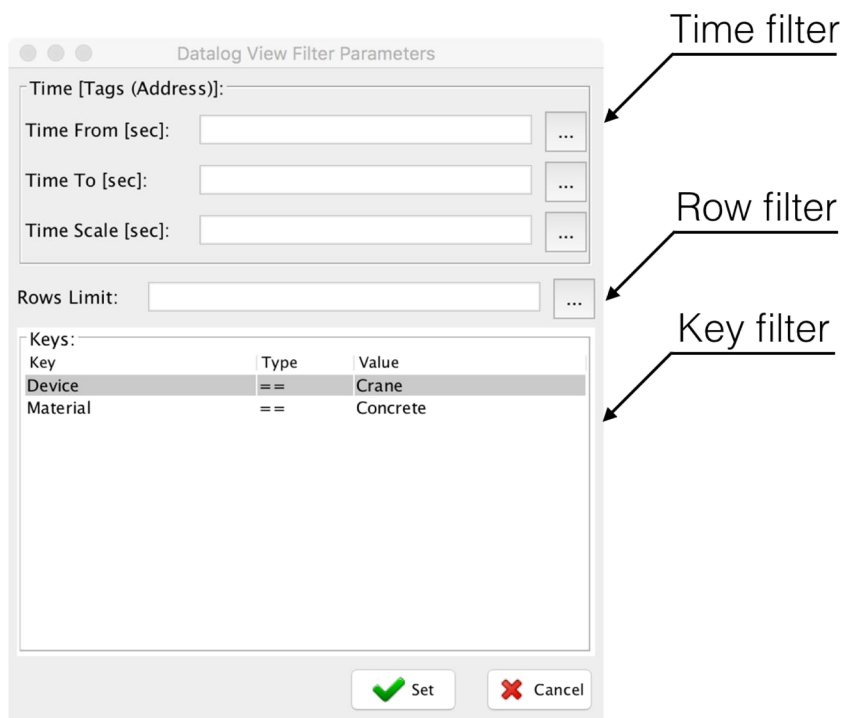 Time filter
Datalog View Filter Parameters
Time [Tags (Address)]:
Time From [sec]: ...
Time To [sec]: ...
Time Scale [sec]: ...
Row filter
Rows Limit: ...
Key filter
Keys:
Key Type Value
Device == Crane
Material == Concrete
Set Cancel